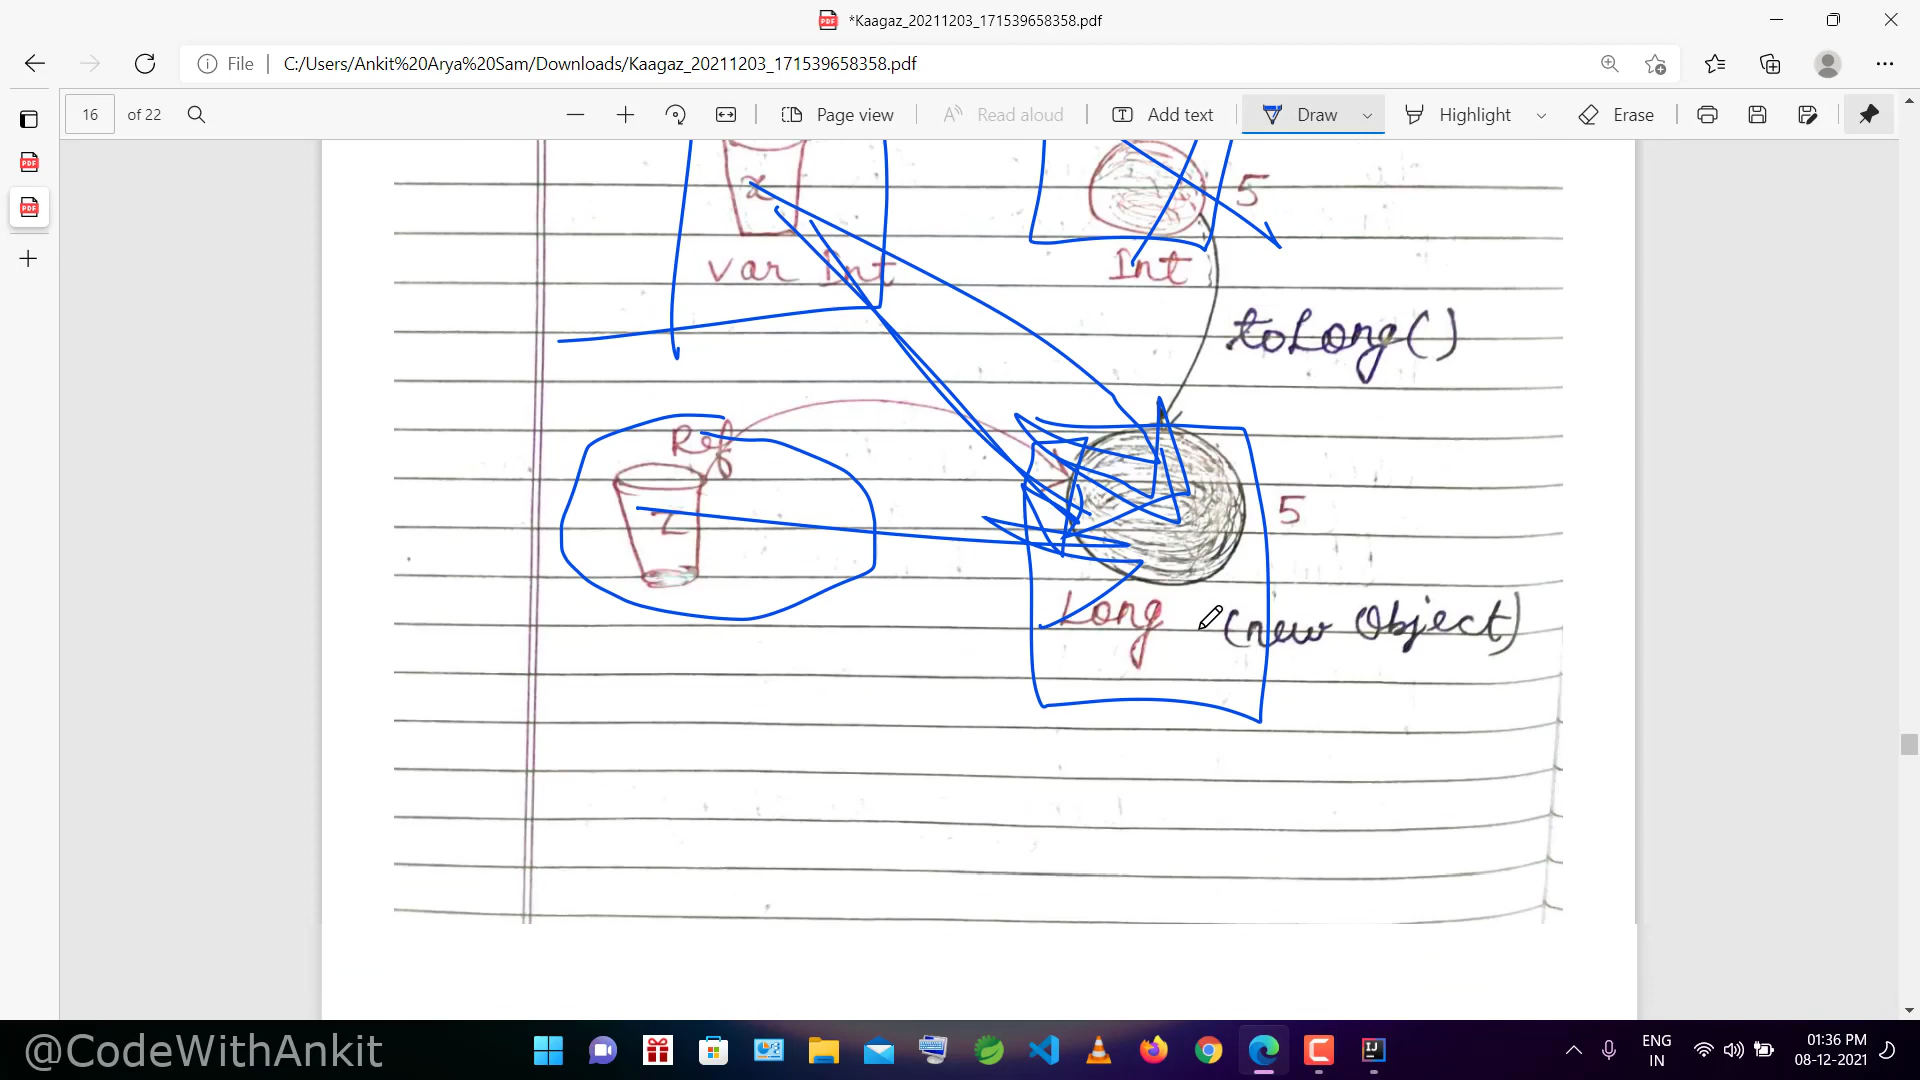 *Kaagaz_20211203_171539658358.pdf
File
C:/Users/Ankit%20Arya%20Sam/Downloads/Kaagaz_20211203_171539658358.pdf
16 of 22
Page view
Read aloud
Add text
Draw
Highlight
Erase
x
5
var Int
Int
toLong()
Ref
5
Long (new Object)
@CodeWithAnkit
ENG
IN
01:36 PM
08-12-2021